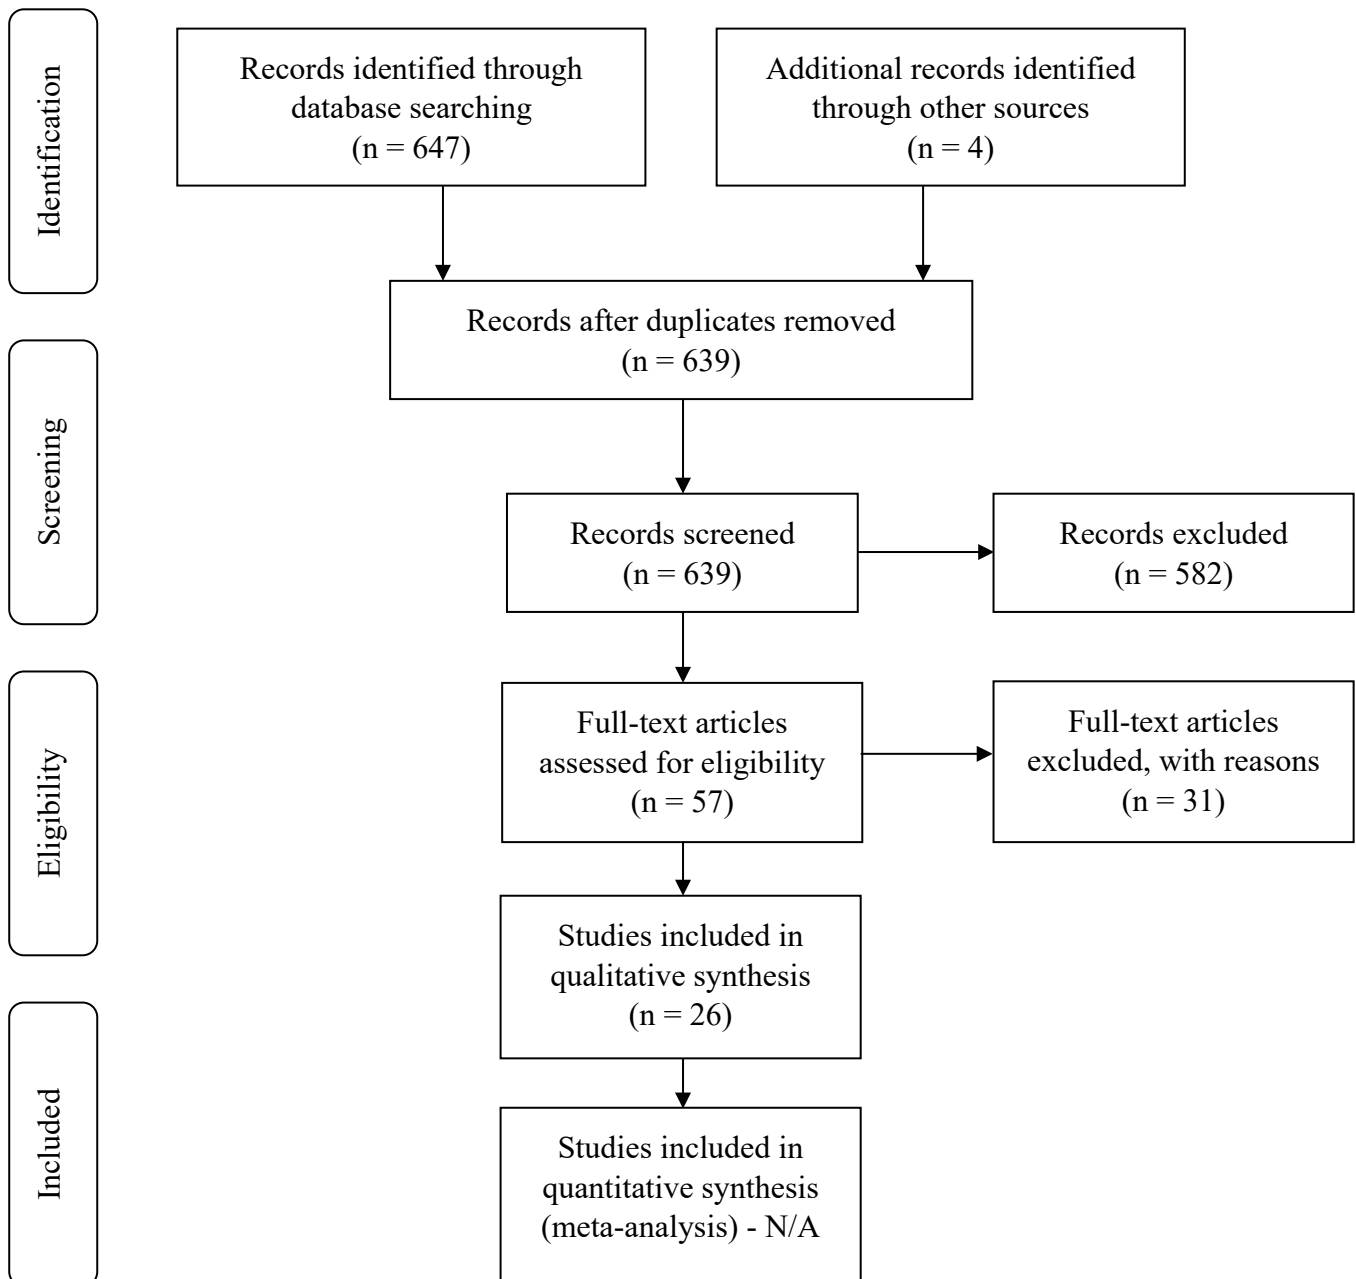 Identification
Records identified through
database searching
(n = 647)
Additional records identified
through other sources
(n = 4)
Records after duplicates removed
(n = 639)
Screening
Records screened
(n = 639)
Records excluded
(n = 582)
Eligibility
Full-text articles
assessed for eligibility
(n = 57)
Full-text articles
excluded, with reasons
(n = 31)
Studies included in
qualitative synthesis
(n = 26)
Included
Studies included in
quantitative synthesis
(meta-analysis) - N/A